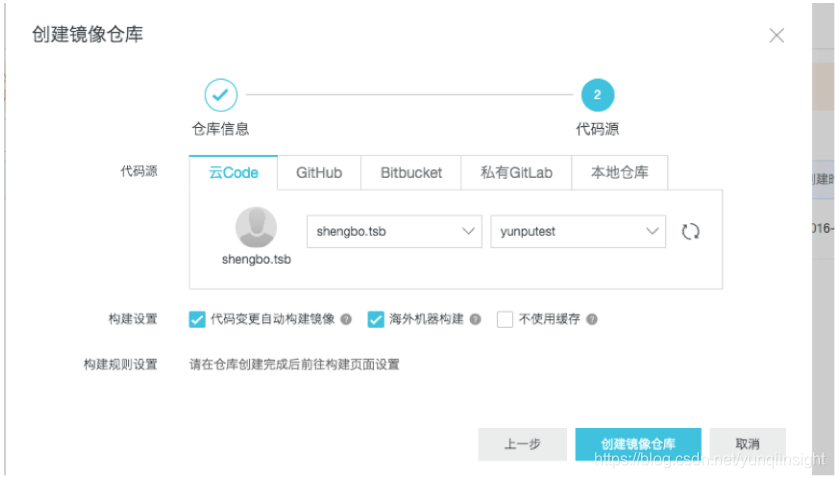 创建镜像仓库
2
仓库信息 代码源
代码源 云Code GitHub Bitbucket 私有GitLab 本地仓库
shengbo.tsb yunputest
shengbo.tsb
构建设置 代码变更自动构建镜像 ? 海外机器构建 ? 不使用缓存 ?
构建规则设置 请在仓库创建完成后前往构建页面设置
上一步 创建镜像仓库 取消
https://blog.csdn.net/yunqiinsight